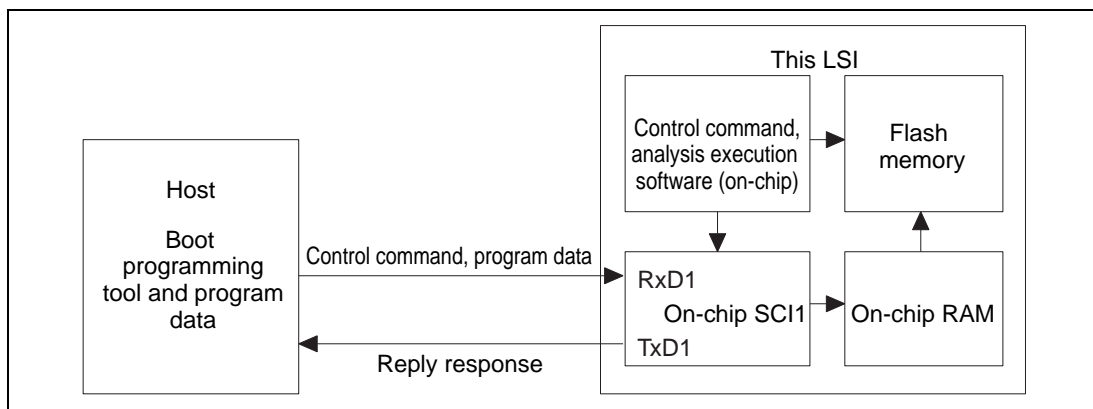 This LSI
Host
Boot
programming
tool and program
data
Control command, program data
Reply response
Control command,
analysis execution
software (on-chip)
Flash
memory
RxD1
On-chip SCI1
TxD1
On-chip RAM